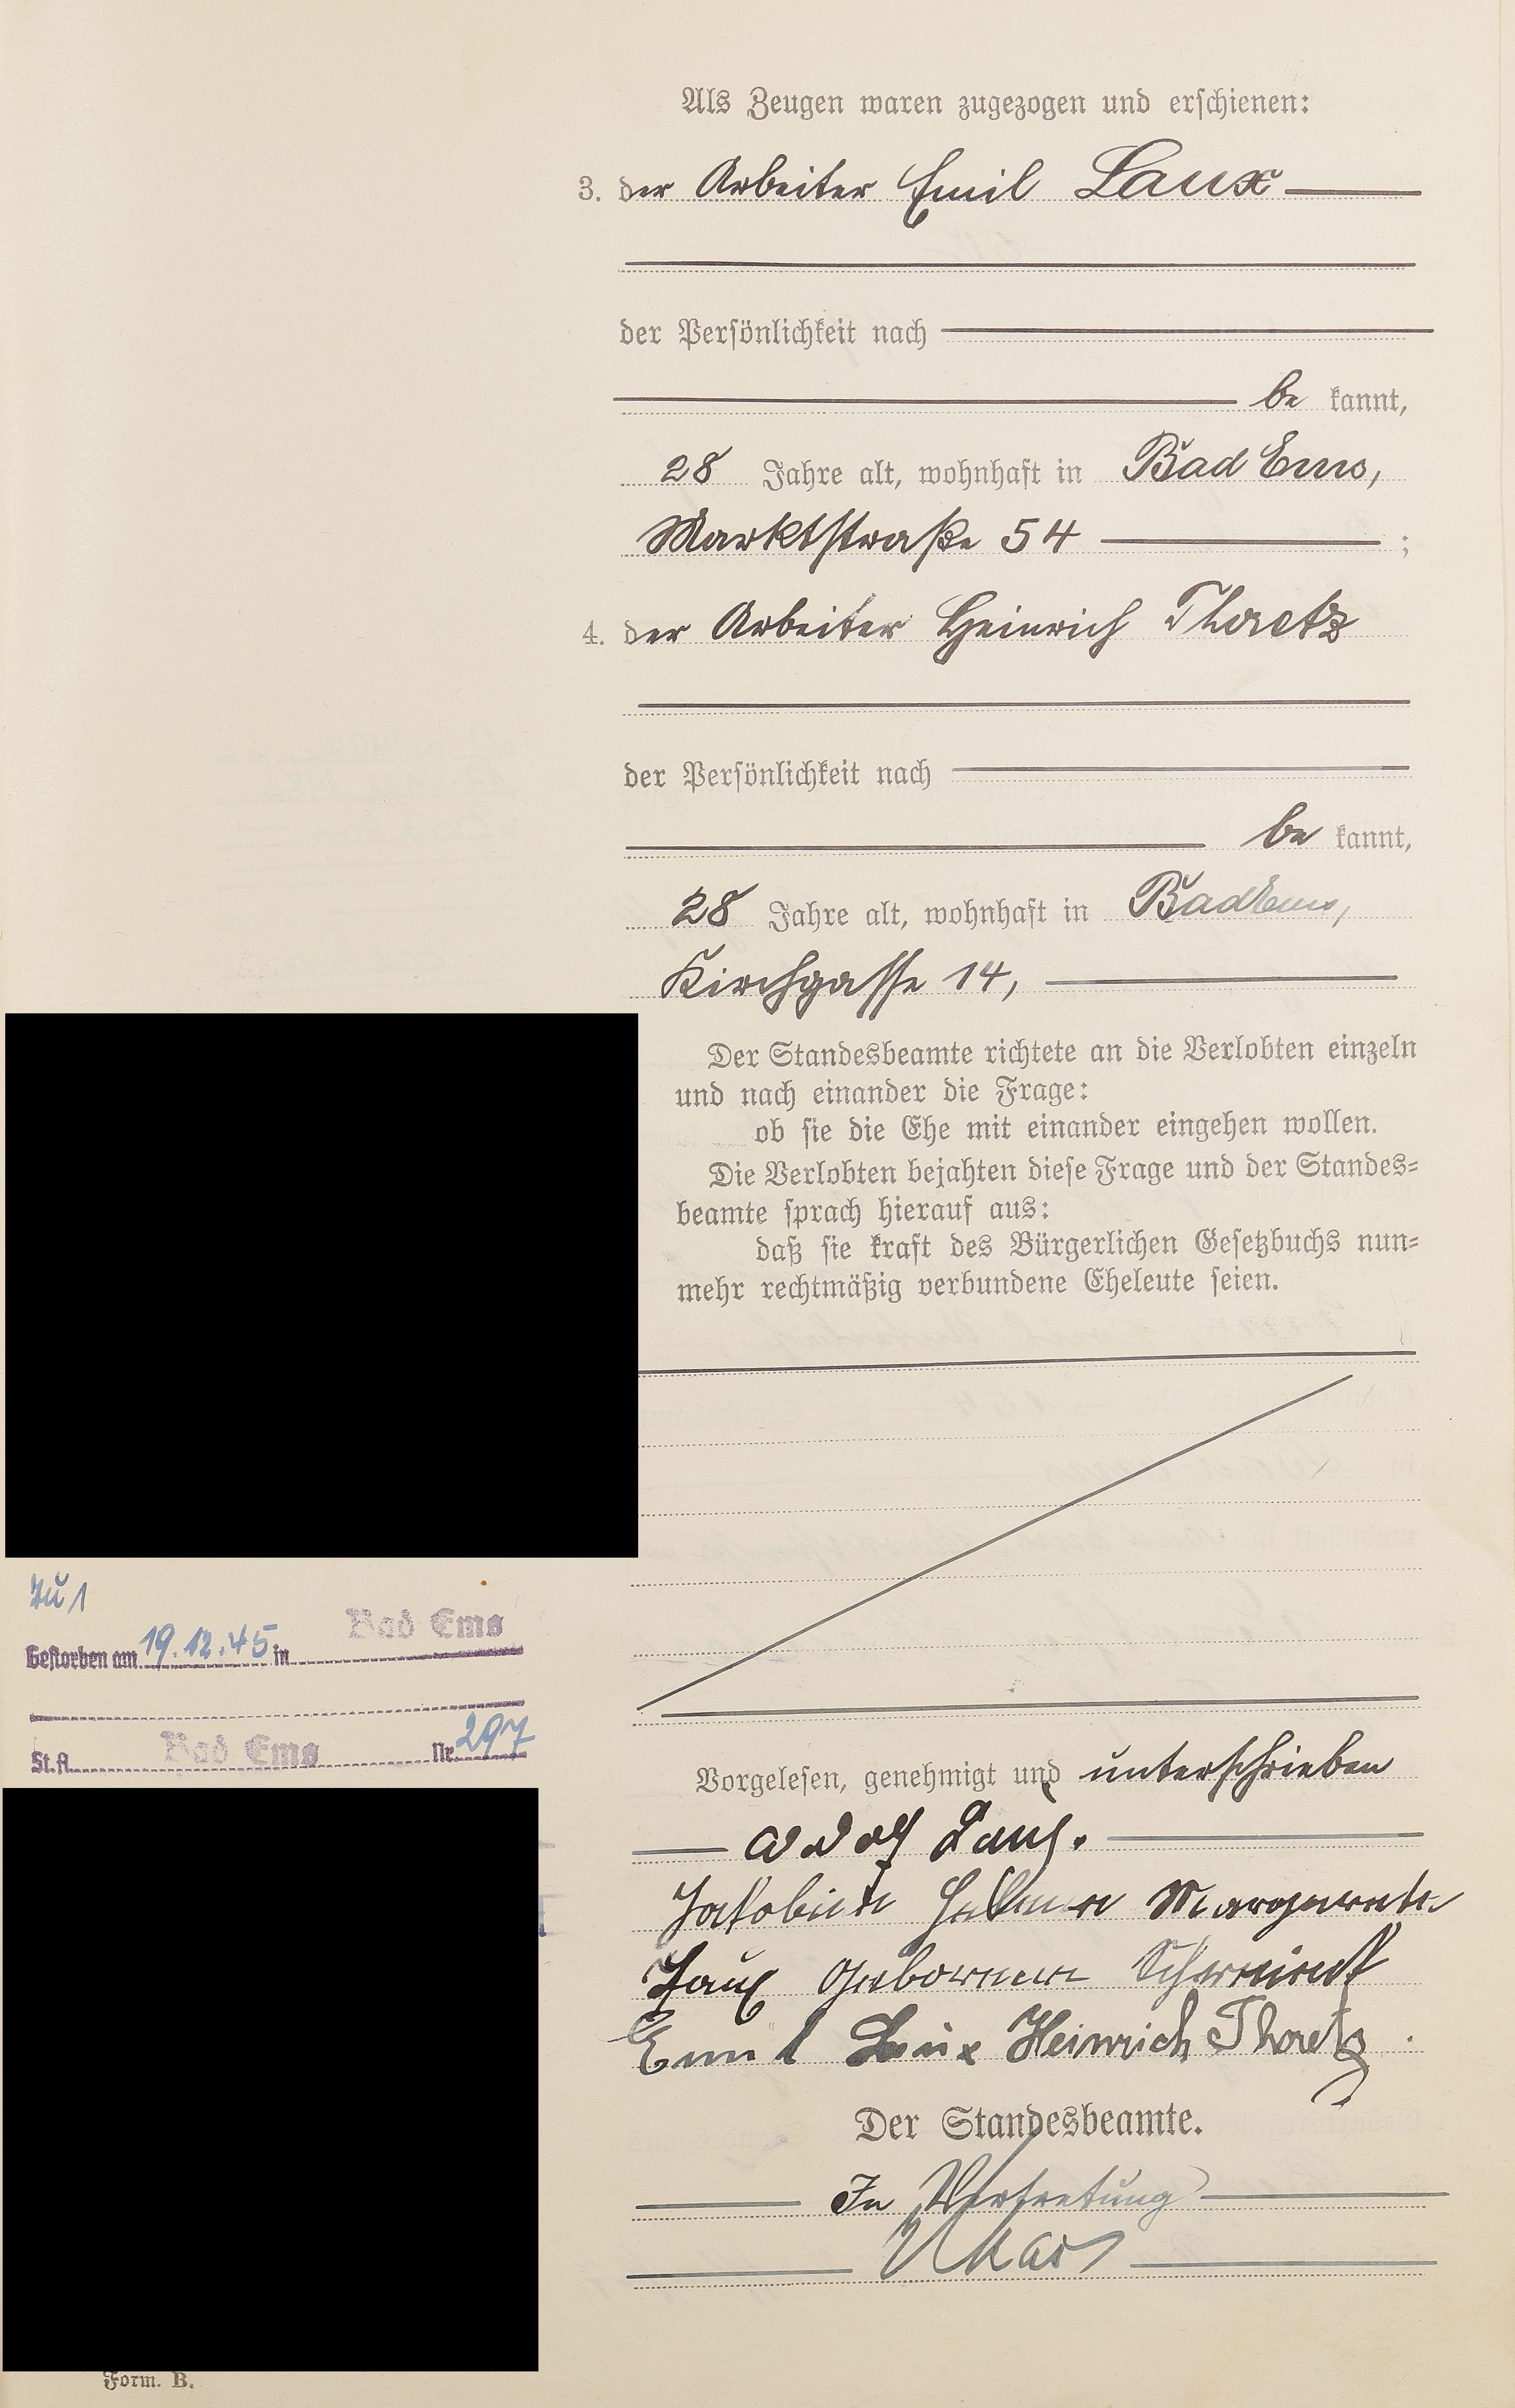 Als Zeugen waren zugezogen und erschienen:
3. der Arbeiter Emil Laux
der Persönlichkeit nach
be kannt,
28 Jahre alt, wohnhaft in Bad Ems,
Marktstraße 54 ;
4. der Arbeiter Heinrich Thoretz
der Persönlichkeit nach
be kannt,
28 Jahre alt, wohnhaft in Bad Ems,
Kirchgasse 14,
Der Standesbeamte richtete an die Verlobten einzeln
und nach einander die Frage:
ob sie die Ehe mit einander eingehen wollen.
Die Verlobten bejahten diese Frage und der Standes=
beamte sprach hierauf aus:
daß sie kraft des Bürgerlichen Gesetzbuchs nun=
mehr rechtmäßig verbundene Eheleute seien.
Zu 1
Gestorben am 19.12.45 in Bad Ems
St.A. Bad Ems Nr. 297
Vorgelesen, genehmigt und unterschrieben
Adolf Laux.
Margarete
Laux geborene
Emil Laux Heinrich Thoretz.
Der Standesbeamte.
In Vertretung
Form. B.